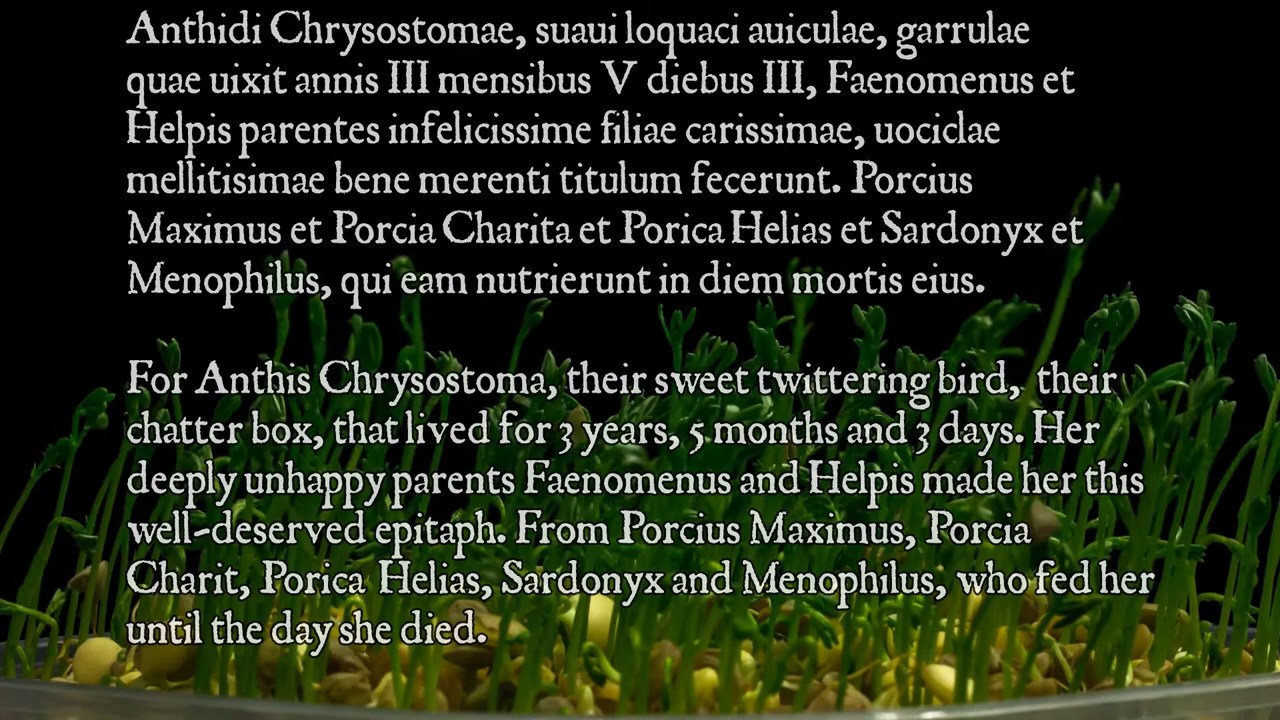 Anthidi Chrysostomae, suaui loquaci auiculae, garrulae
quae uixit annis III mensibus V diebus III, Faenomenus et
Helpis parentes infelicissime filiae carissimae, uociclae
mellitisimae bene merenti titulum fecerunt. Porcius
Maximus et Porcia Charita et Porica Helias et Sardonyx et
Menophilus, qui eam nutrierunt in diem mortis eius.
For Anthis Chrysostoma, their sweet twittering bird, their
chatter box, that lived for 3 years, 5 months and 3 days. Her
deeply unhappy parents Faenomenus and Helpis made her this
well-deserved epitaph. From Porcius Maximus, Porcia
Charit, Porica Helias, Sardonyx and Menophilus, who fed her
until the day she died.